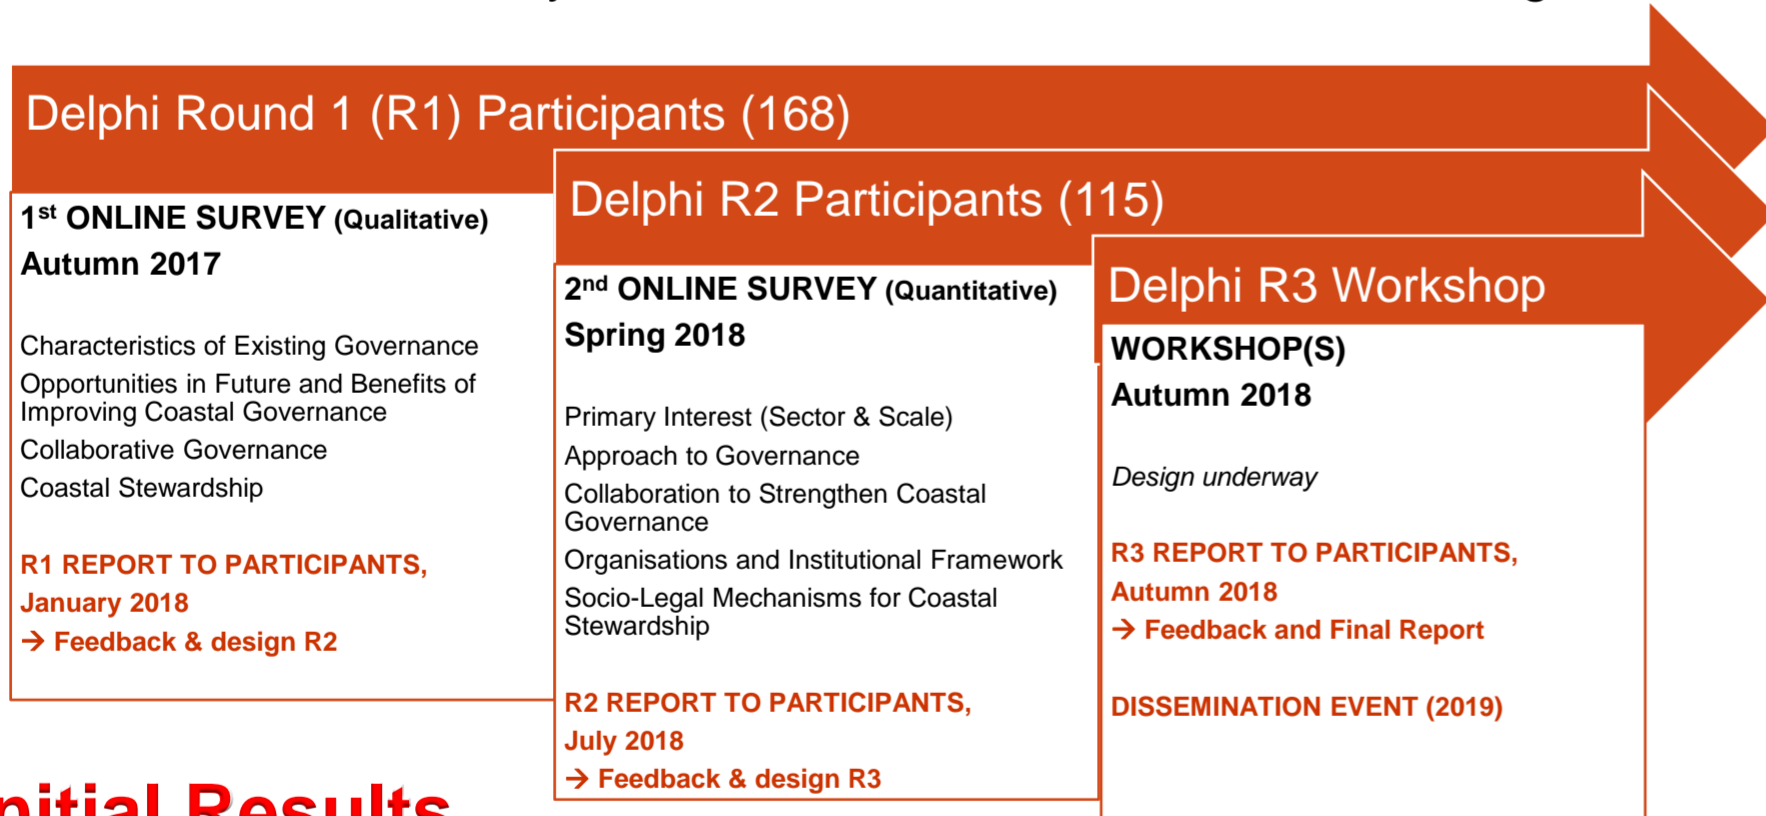 Delphi Round 1 (R1) Participants (168)
1st ONLINE SURVEY (Qualitative)
Autumn 2017
Characteristics of Existing Governance
Opportunities in Future and Benefits of
Improving Coastal Governance
Collaborative Governance
Coastal Stewardship
R1 REPORT TO PARTICIPANTS,
January 2018
→ Feedback & design R2
Delphi R2 Participants (115)
2nd ONLINE SURVEY (Quantitative)
Spring 2018
Primary Interest (Sector & Scale)
Approach to Governance
Collaboration to Strengthen Coastal
Governance
Organisations and Institutional Framework
Socio-Legal Mechanisms for Coastal
Stewardship
R2 REPORT TO PARTICIPANTS,
July 2018
→ Feedback & design R3
Delphi R3 Workshop
WORKSHOP(S)
Autumn 2018
Design underway
R3 REPORT TO PARTICIPANTS,
Autumn 2018
→ Feedback and Final Report
DISSEMINATION EVENT (2019)
nitial Results